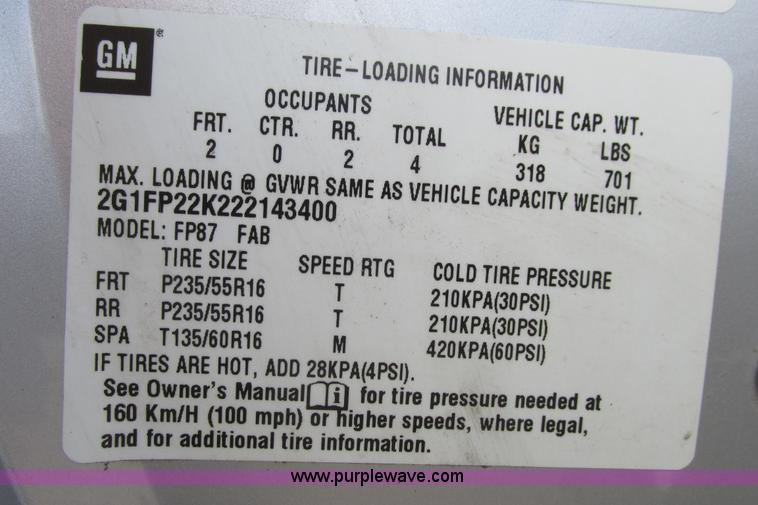 GM®
TIRE-LOADING INFORMATION
OCCUPANTS VEHICLE CAP. WT.
FRT. CTR. RR. TOTAL KG LBS
2 0 2 4 318 701
MAX. LOADING @ GVWR SAME AS VEHICLE CAPACITY WEIGHT.
2G1FP22K222143400
MODEL: FP87 FAB
TIRE SIZE SPEED RTG COLD TIRE PRESSURE
FRT P235/55R16 T 210KPA(30PSI)
RR P235/55R16 T 210KPA(30PSI)
SPA T135/60R16 M 420KPA(60PSI)
IF TIRES ARE HOT, ADD 28KPA(4PSI).
See Owner's Manual i for tire pressure needed at
160 Km/H (100 mph) or higher speeds, where legal,
and for additional tire information.
www.purplewave.com